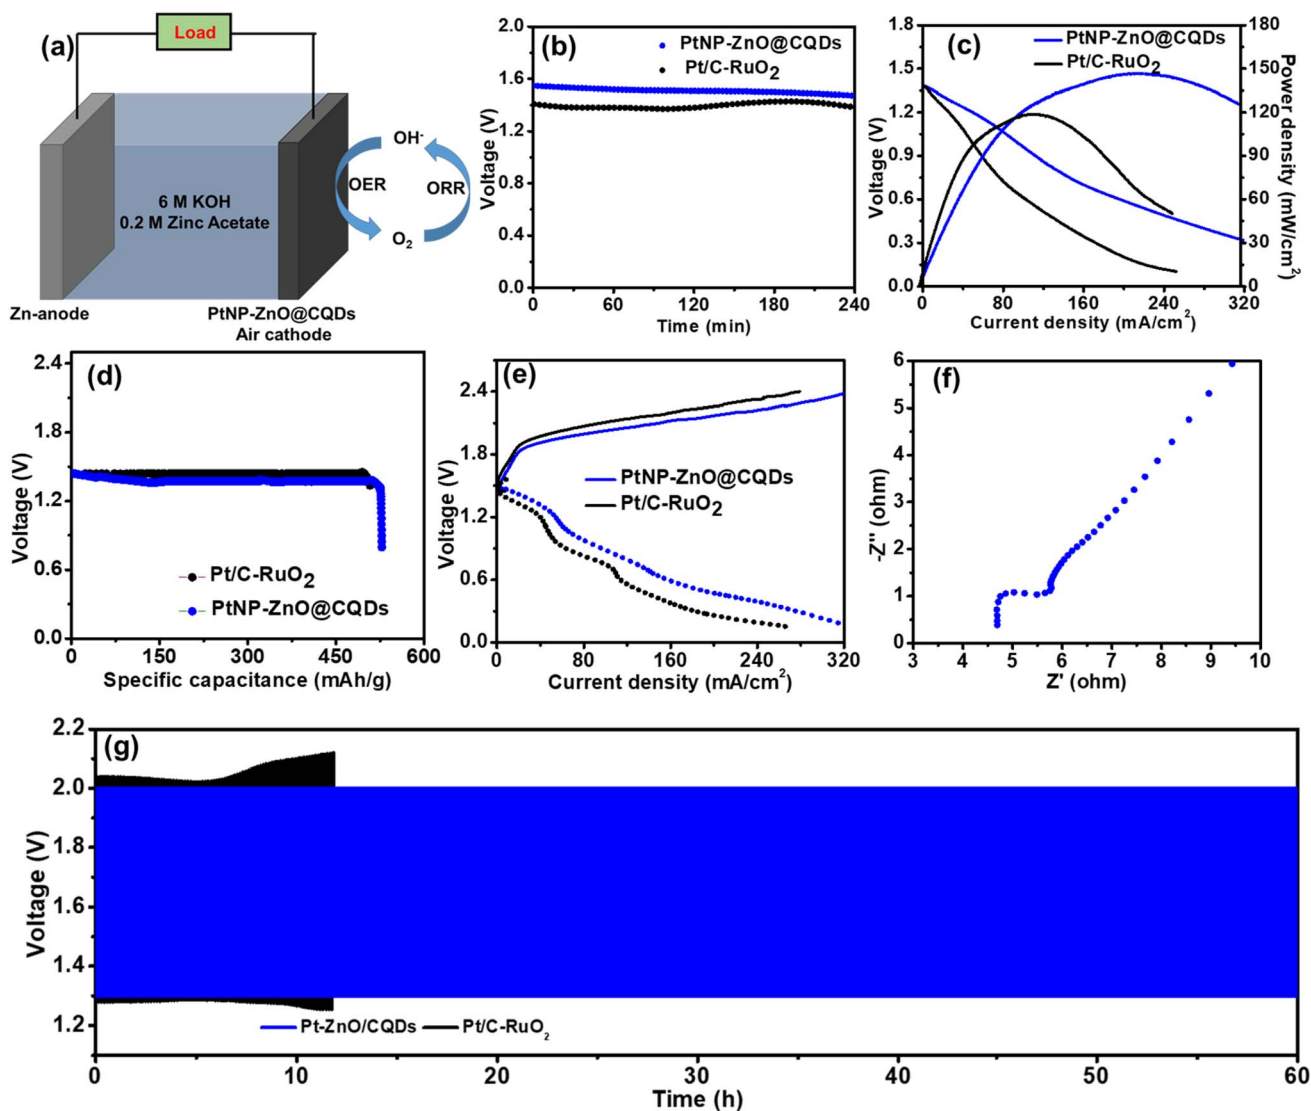 (a)
Load
OH-
OER
ORR
O2
6 M KOH
0.2 M Zinc Acetate
Zn-anode
PtNP-ZnO@CQDs
Air cathode
(b)
PtNP-ZnO@CQDs
Pt/C-RuO2
Voltage (V)
2.0
1.6
1.2
0.8
0.4
0.0
0 60 120 180 240
Time (min)
(c)
PtNP-ZnO@CQDs
Pt/C-RuO2
Voltage (V)
1.8
1.5
1.2
0.9
0.6
0.3
0.0
Power density (mW/cm2)
180
150
120
90
60
30
0
0 80 160 240 320
Current density (mA/cm2)
(d)
Voltage (V)
2.4
1.8
1.2
0.6
0.0
Pt/C-RuO2
PtNP-ZnO@CQDs
0 150 300 450 600
Specific capacitance (mAh/g)
(e)
Voltage (V)
2.4
1.8
1.2
0.6
0.0
PtNP-ZnO@CQDs
Pt/C-RuO2
0 80 160 240 320
Current density (mA/cm2)
(f)
-Z'' (ohm)
6
5
4
3
2
1
0
3 4 5 6 7 8 9 10
Z' (ohm)
(g)
Voltage (V)
2.2
2.0
1.8
1.6
1.4
1.2
Pt-ZnO/CQDs Pt/C-RuO2
0 10 20 30 40 50 60
Time (h)